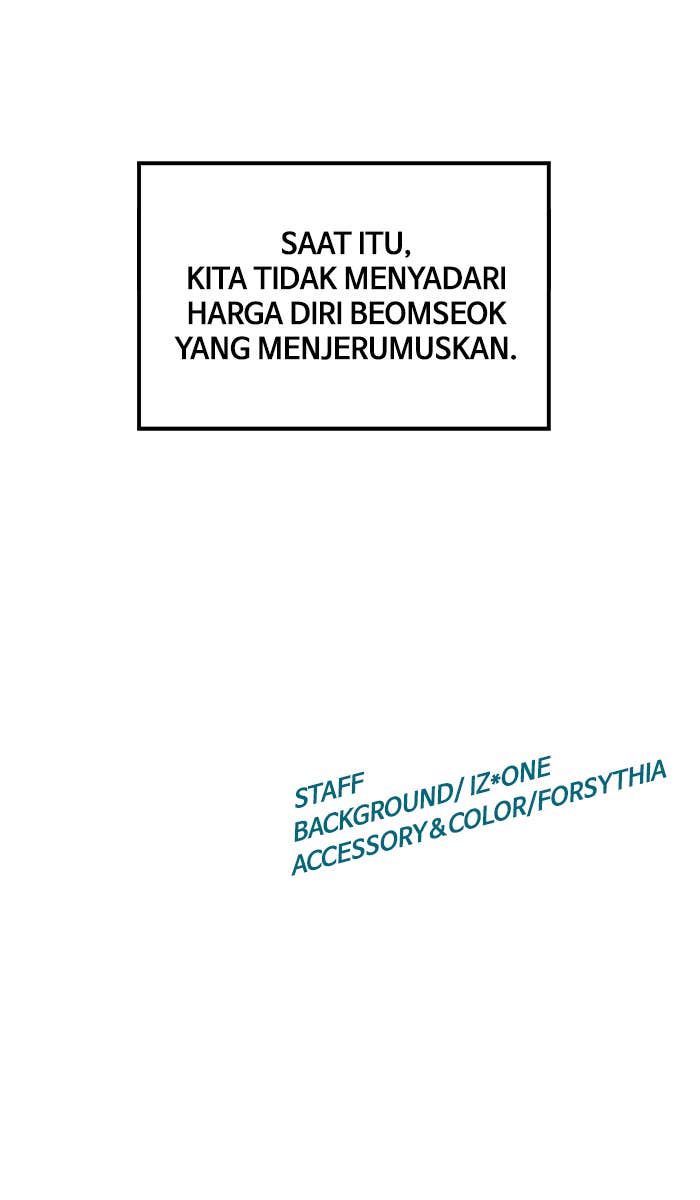 SAAT ITU,
KITA TIDAK MENYADARI
HARGA DIRI BEOMSEOK
YANG MENJERUMUSKAN.
STAFF
BACKGROUND/ IZ*ONE
ACCESSORY&COLOR/FORSYTHIA